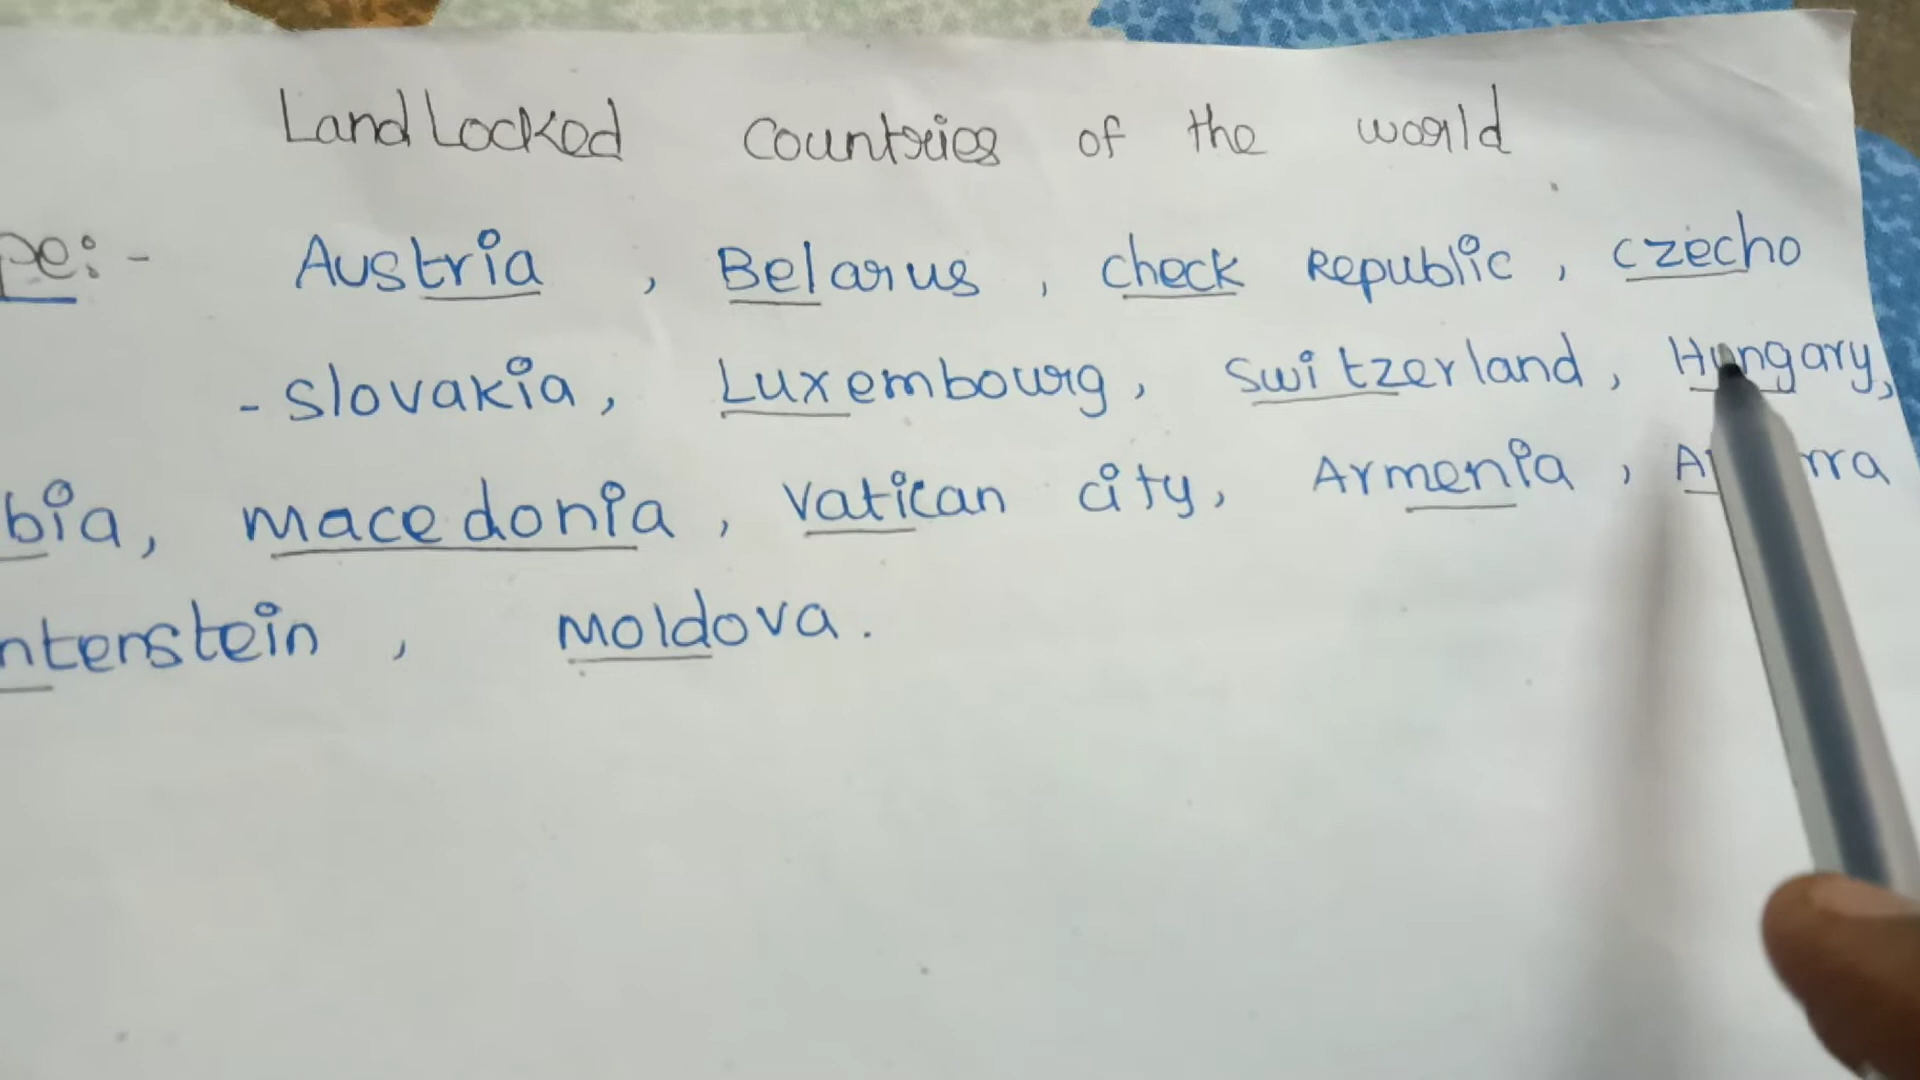 Land Locked Countries of the world
pe:- Austria, Belarus, check Republic, czecho
-slovakia, Luxembourg, Switzerland, Hungary,
bia, macedonia, vatican city, Armenia,
ntenstein, moldova.